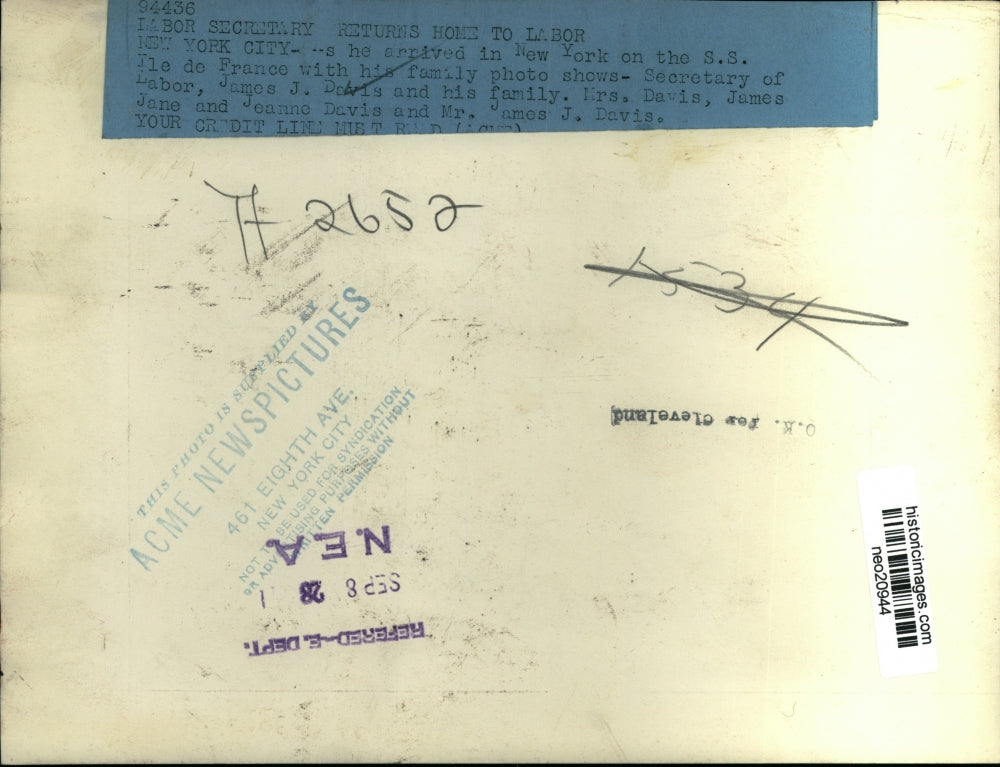 94436
LABOR SECRETARY RETURNS HOME TO LABOR
NEW YORK CITY- --s he arrived in New York on the S.S.
Ile de France with his family photo shows- Secretary of
Labor, James J. Davis and his family. Mrs. Davis, James
Jane and Jeanne Davis and Mr. James J. Davis.
YOUR CREDIT LINE MUST READ (ACME)
H 2652
1534
THIS PHOTO IS SUPPLIED BY
ACME NEWSPICTURES
461 EIGHTH AVE.
NEW YORK CITY
NOT TO BE USED FOR SYNDICATION
OR ADVERTISING PURPOSES WITHOUT
WRITTEN PERMISSION
O.K. for Cleveland
N.E.A.
SEP 8 28
REFERED-E. DEPT.
historicimages.com
neo20944